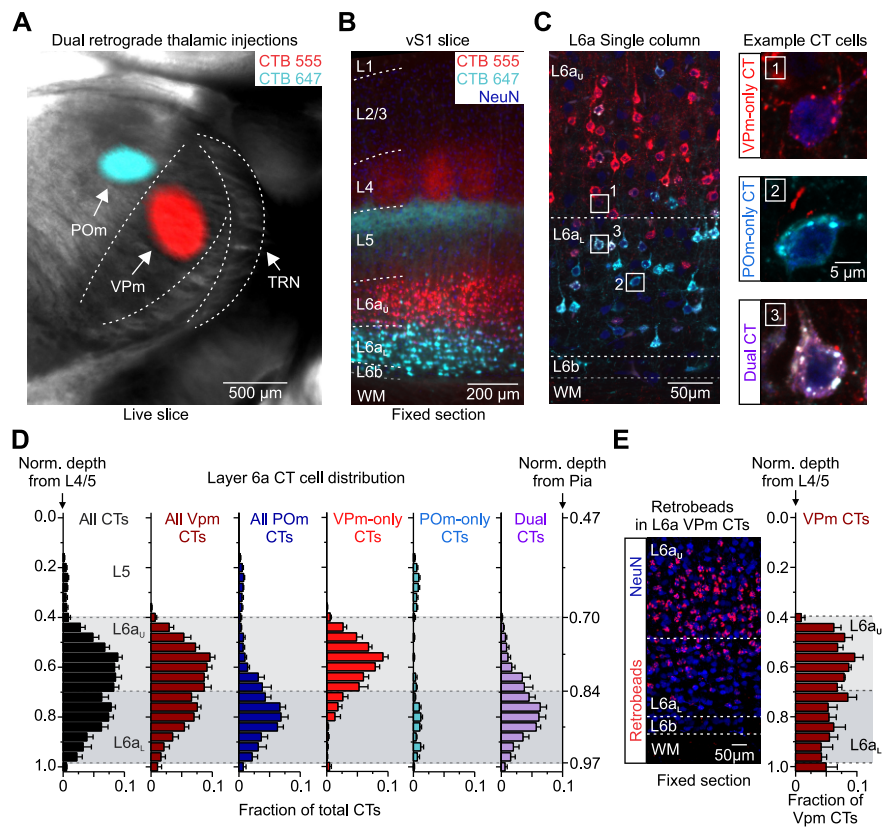 A
Dual retrograde thalamic injections
CTB 555
CTB 647
POm
VPm
TRN
500 µm
Live slice
B
vS1 slice
CTB 555
CTB 647
NeuN
L1
L2/3
L4
L5
L6aU
L6aL
L6b
WM
200 µm
Fixed section
C
L6a Single column
L6aU
1
L6aL
3
2
L6b
WM
50µm
Example CT cells
VPm-only CT
1
POm-only CT
2
5 µm
Dual CT
3
D
Norm. depth
from L4/5
Layer 6a CT cell distribution
Norm. depth
from Pia
All CTs
All Vpm
CTs
All POm
CTs
VPm-only
CTs
POm-only
CTs
Dual
CTs
0.0
0.2
0.4
0.6
0.8
1.0
L5
L6aU
L6aL
0.47
0.70
0.84
0.97
0 0.1
0 0.1
0 0.1
0 0.1
0 0.1
0 0.1
Fraction of total CTs
E
Norm. depth
from L4/5
Retrobeads
in L6a VPm CTs
VPm CTs
NeuN
Retrobeads
L6aU
L6aL
L6b
WM
50µm
Fixed section
0.0
0.2
0.4
0.6
0.8
1.0
L6aU
L6aL
0 0.1
Fraction of
Vpm CTs